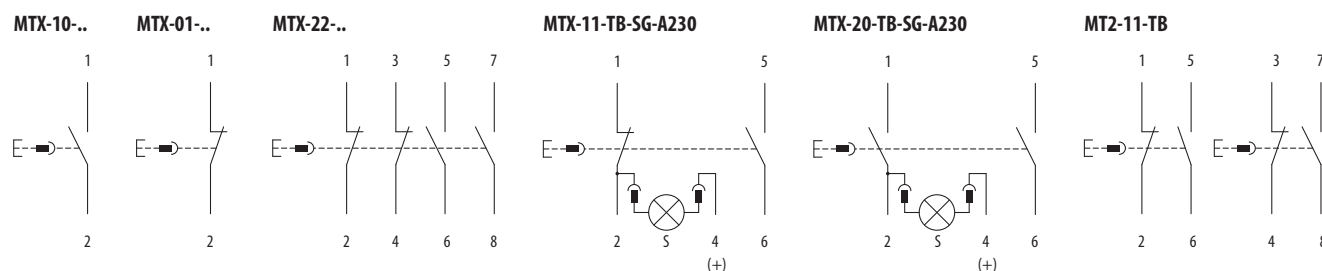 MTX-10-.. MTX-01-.. MTX-22-.. MTX-11-TB-SG-A230 MTX-20-TB-SG-A230 MT2-11-TB
1 1 1 3 5 7 1 5 1 5 1 5 3 7
2 2 2 4 6 8 2 S 4 6 2 S 4 6 2 6 4 8
(+) (+)